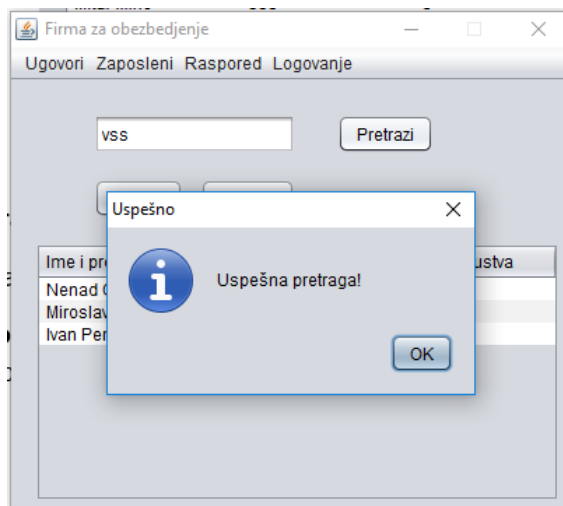 Firma za obezbedjenje
Ugovori Zaposleni Raspored Logovanje
vss
Pretrazi
Uspešno
Uspešna pretraga!
OK
Ime i pre
ustva
Nenad
Miroslav
Ivan Per